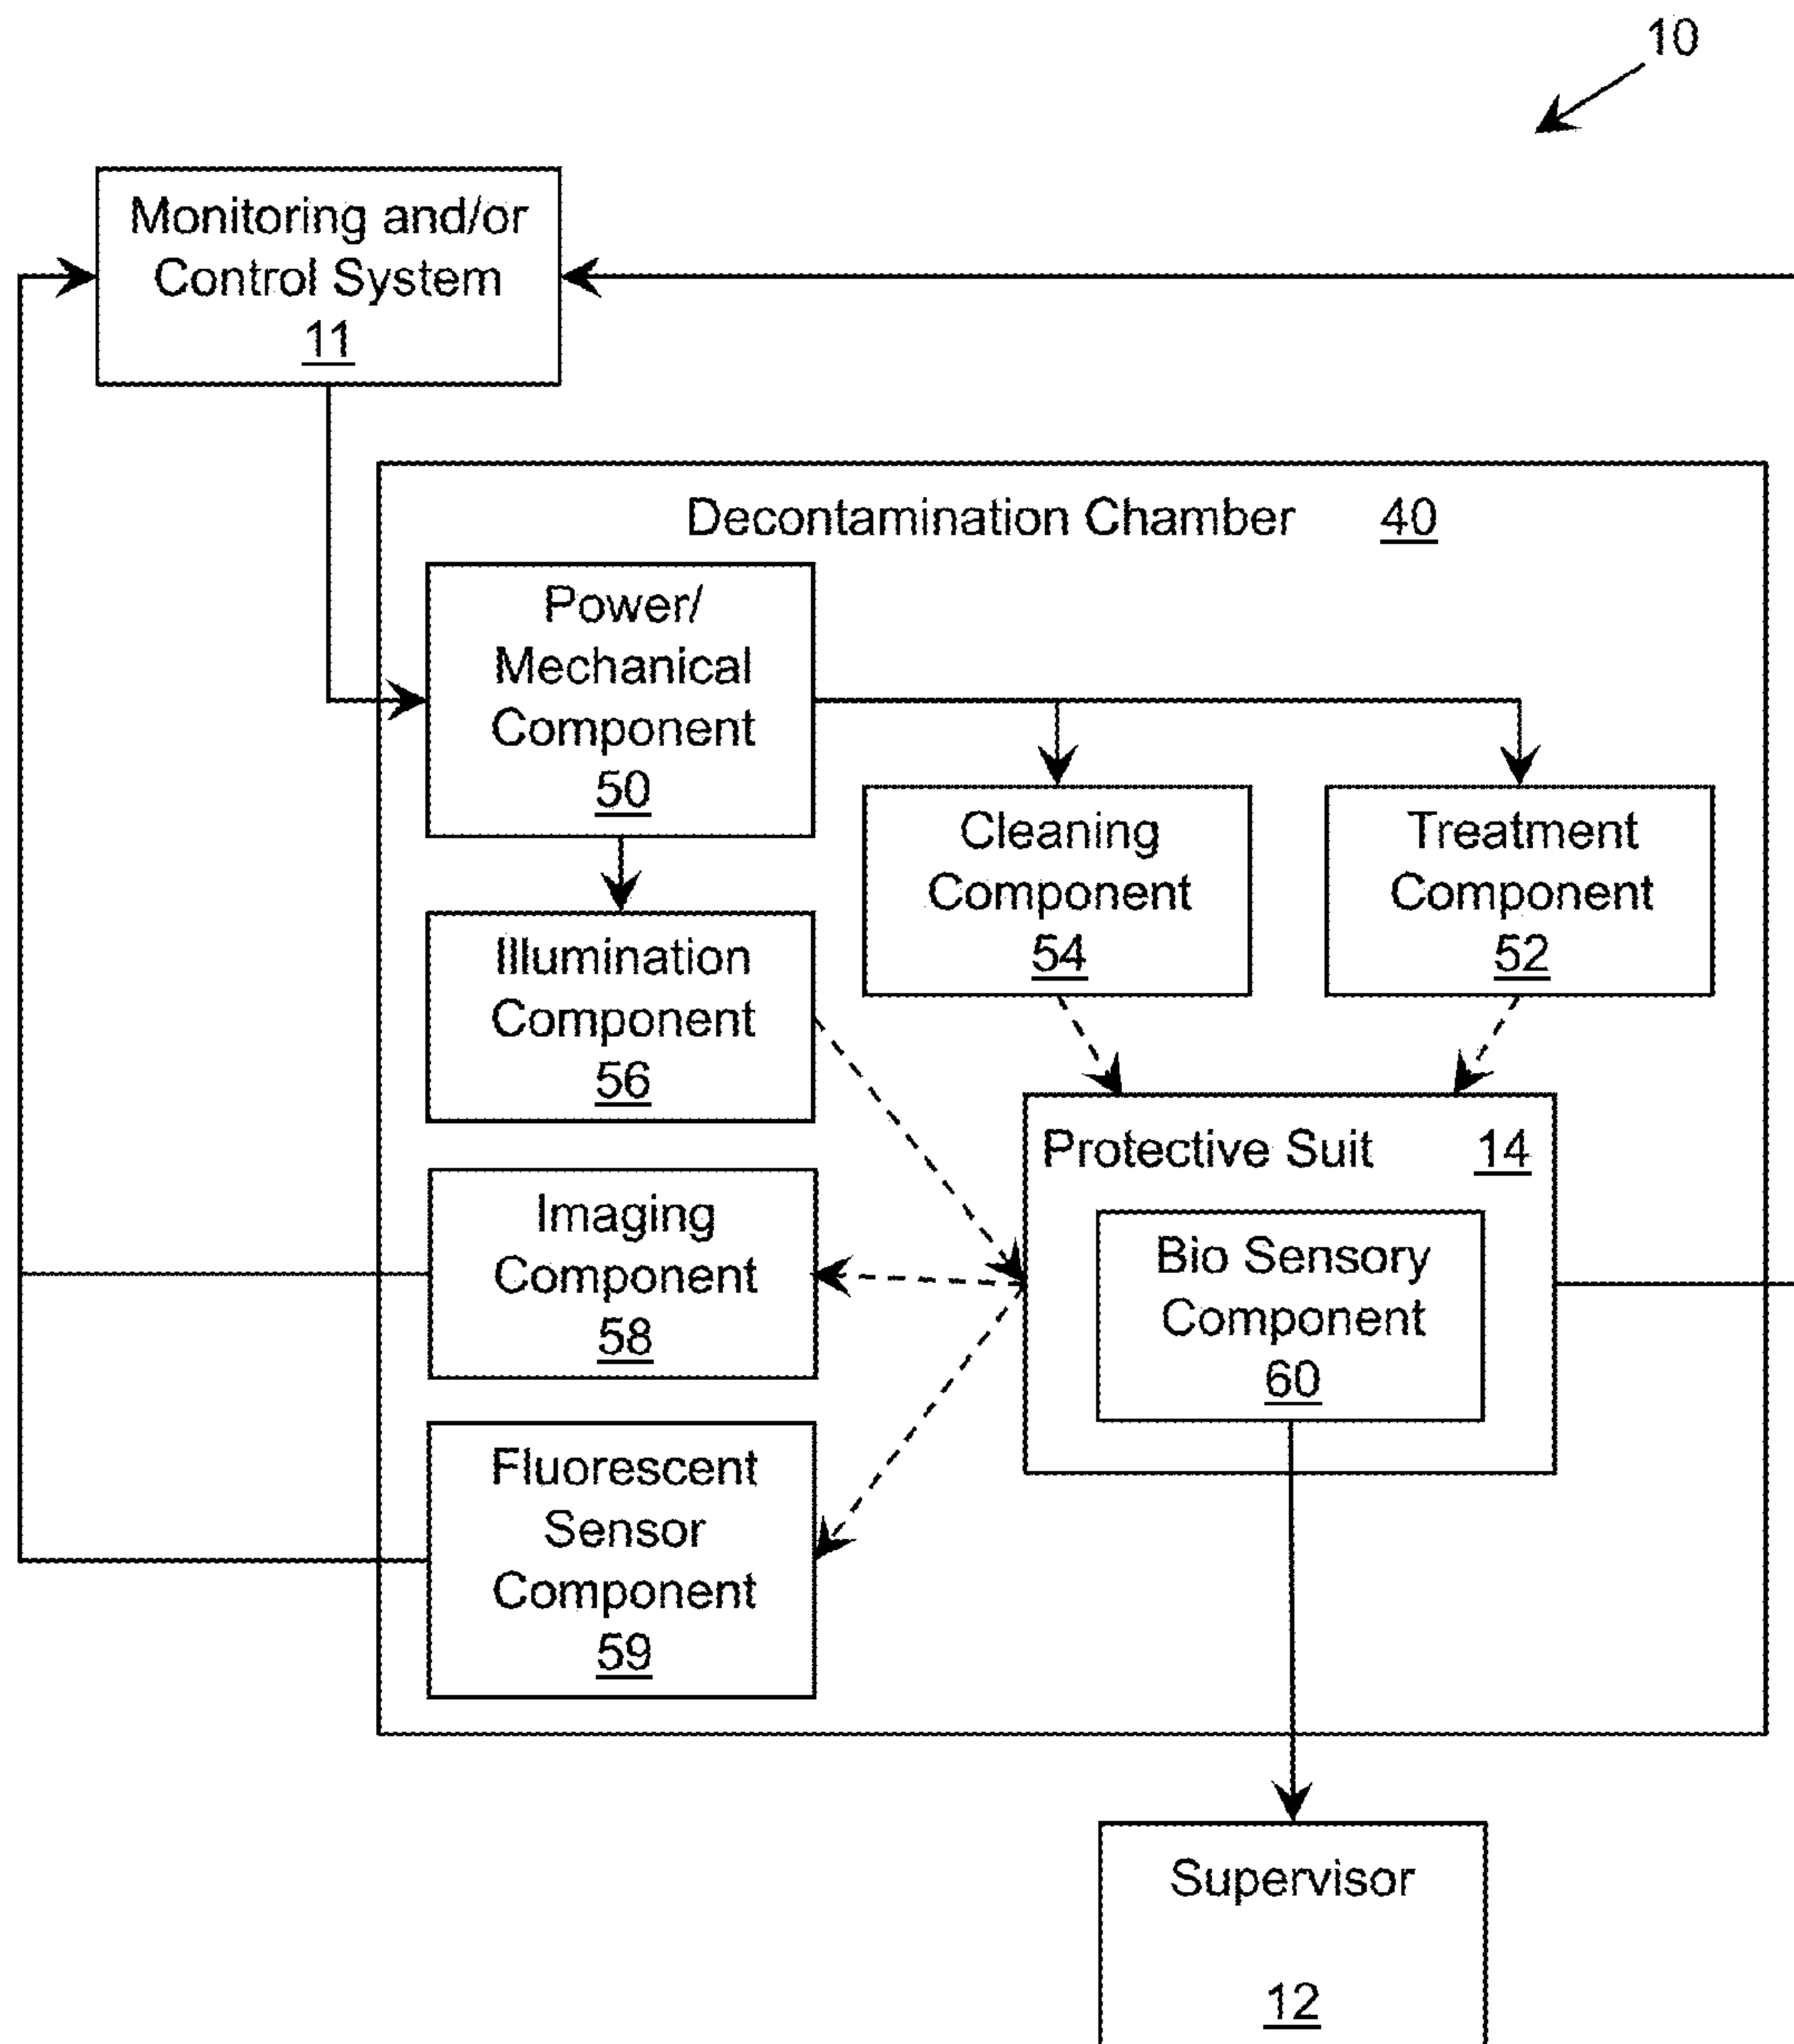 10
Monitoring and/or
Control System
11
Decontamination Chamber 40
Power/
Mechanical
Component
50
Cleaning
Component
54
Treatment
Component
52
Illumination
Component
56
Protective Suit 14
Imaging
Component
58
Bio Sensory
Component
60
Fluorescent
Sensor
Component
59
Supervisor
12